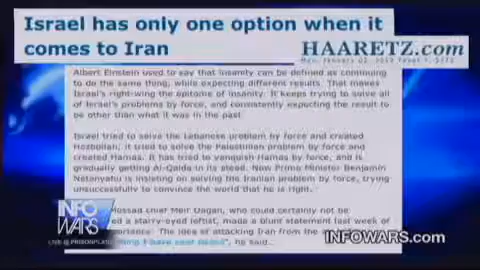 Israel has only one option when it
comes to Iran
HAARETZ.com
Albert Einstein used to say that insanity can be defined as continuing
to do the same thing, while expecting different results. That makes
Israel's right-wing the epitome of insanity. It keeps trying to solve all
of Israel's problems by force, and consistently expecting the result to
be other than what it was in the past.
Israel tried to solve the Lebanese problem by force and created
Hezbollah; it tried to solve the Palestinian problem by force and
created Hamas. It has tried to vanquish Hamas by force, and is
gradually getting Al-Qaida in its stead. Now Prime Minister Benjamin
Netanyahu is insisting on solving the Iranian problem by force, trying
unsuccessfully to convince the world that he is right.
Mossad chief Meir Dagan, who could certainly not be
a starry-eyed leftist, made a blunt statement last week of
The idea of attacking Iran from the
thing I have ever heard", he said
INFO
WARS
LIVE @ PRISONPLANET
INFOWARS.com